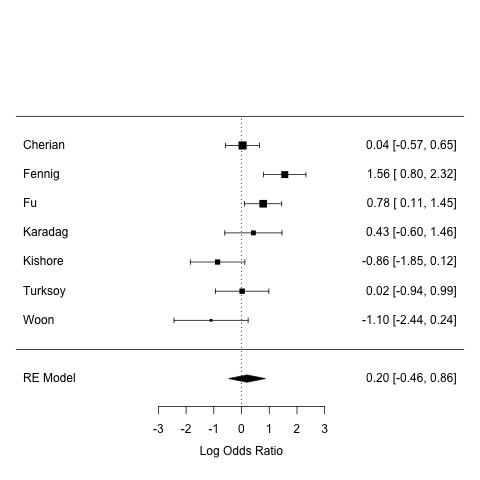 Cherian 0.04 [-0.57, 0.65]
Fennig 1.56 [ 0.80, 2.32]
Fu 0.78 [ 0.11, 1.45]
Karadag 0.43 [-0.60, 1.46]
Kishore -0.86 [-1.85, 0.12]
Turksoy 0.02 [-0.94, 0.99]
Woon -1.10 [-2.44, 0.24]
RE Model 0.20 [-0.46, 0.86]
-3 -2 -1 0 1 2 3
Log Odds Ratio